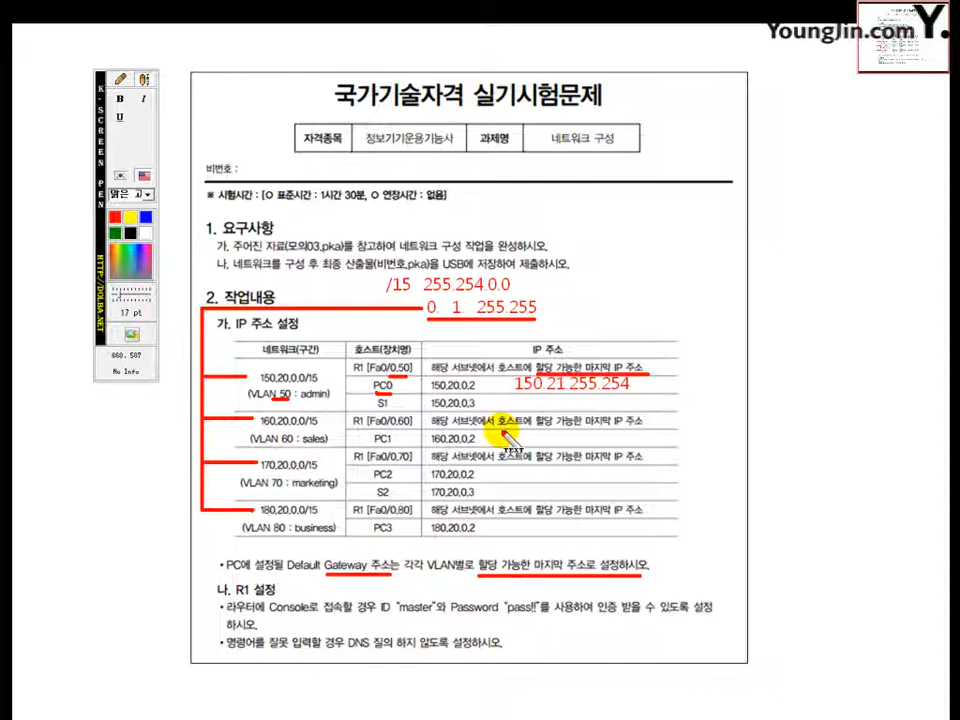 YoungJin.com Y.
K-SCREEN PEN
HTTP://DOLBA.NET
B I
U
맑은 고
17 pt
668, 507
No Info
국가기술자격 실기시험문제
자격종목 정보기기운용기능사 과제명 네트워크 구성
비번호 :
※ 시험시간 : [O 표준시간 : 1시간 30분, O 연장시간 : 없음]
1. 요구사항
가. 주어진 자료(모의03.pka)를 참고하여 네트워크 구성 작업을 완성하시오.
나. 네트워크를 구성 후 최종 산출물(비번호.pka)을 USB에 저장하여 제출하시오.
/15 255.254.0.0
2. 작업내용
0. 1. 255.255
가. IP 주소 설정
네트워크(구간) 호스트(장치명) IP 주소
150.20.0.0/15 (VLAN 50 : admin) R1 [Fa0/0.50] 해당 서브넷에서 호스트에 할당 가능한 마지막 IP 주소
PC0 150.20.0.2 150.21.255.254
S1 150.20.0.3
160.20.0.0/15 (VLAN 60 : sales) R1 [Fa0/0.60] 해당 서브넷에서 호스트에 할당 가능한 마지막 IP 주소
PC1 160.20.0.2
TEXT
170.20.0.0/15 (VLAN 70 : marketing) R1 [Fa0/0.70] 해당 서브넷에서 호스트에 할당 가능한 마지막 IP 주소
PC2 170.20.0.2
S2 170.20.0.3
180.20.0.0/15 (VLAN 80 : business) R1 [Fa0/0.80] 해당 서브넷에서 호스트에 할당 가능한 마지막 IP 주소
PC3 180.20.0.2
• PC에 설정될 Default Gateway 주소는 각각 VLAN별로 할당 가능한 마지막 주소로 설정하시오.
나. R1 설정
• 라우터에 Console로 접속할 경우 ID "master"와 Password "pass!!"를 사용하여 인증 받을 수 있도록 설정
하시오.
• 명령어를 잘못 입력할 경우 DNS 질의 하지 않도록 설정하시오.